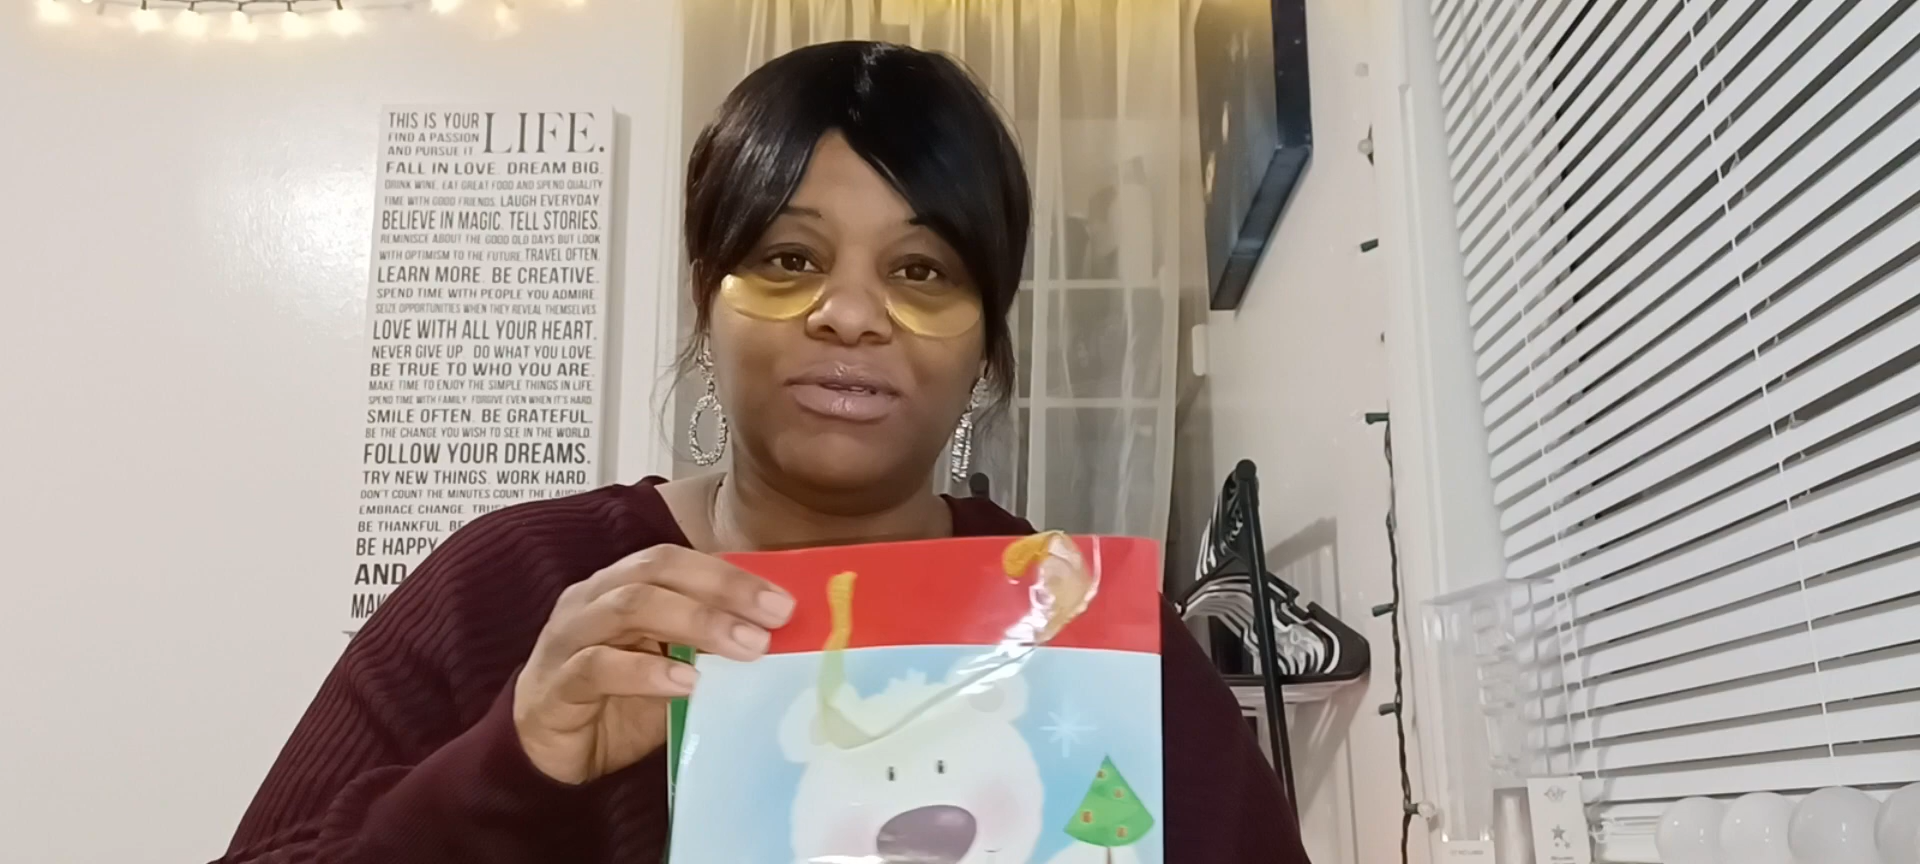 THIS IS YOUR LIFE.
FIND A PASSION
AND PURSUE IT.
FALL IN LOVE. DREAM BIG.
DRINK WINE, EAT GREAT FOOD AND SPEND QUALITY
TIME WITH GOOD FRIENDS. LAUGH EVERYDAY.
BELIEVE IN MAGIC. TELL STORIES.
REMINISCE ABOUT THE GOOD OLD DAYS BUT LOOK
WITH OPTIMISM TO THE FUTURE. TRAVEL OFTEN.
LEARN MORE. BE CREATIVE.
SPEND TIME WITH PEOPLE YOU ADMIRE.
SEIZE OPPORTUNITIES WHEN THEY REVEAL THEMSELVES.
LOVE WITH ALL YOUR HEART.
NEVER GIVE UP. DO WHAT YOU LOVE.
BE TRUE TO WHO YOU ARE.
MAKE TIME TO ENJOY THE SIMPLE THINGS IN LIFE.
SPEND TIME WITH FAMILY. FORGIVE EVEN WHEN IT'S HARD.
SMILE OFTEN. BE GRATEFUL.
BE THE CHANGE YOU WISH TO SEE IN THE WORLD.
FOLLOW YOUR DREAMS.
TRY NEW THINGS. WORK HARD.
DON'T COUNT THE MINUTES COUNT THE
EMBRACE CHANGE.
BE THANKFUL.
BE HAPPY
AND